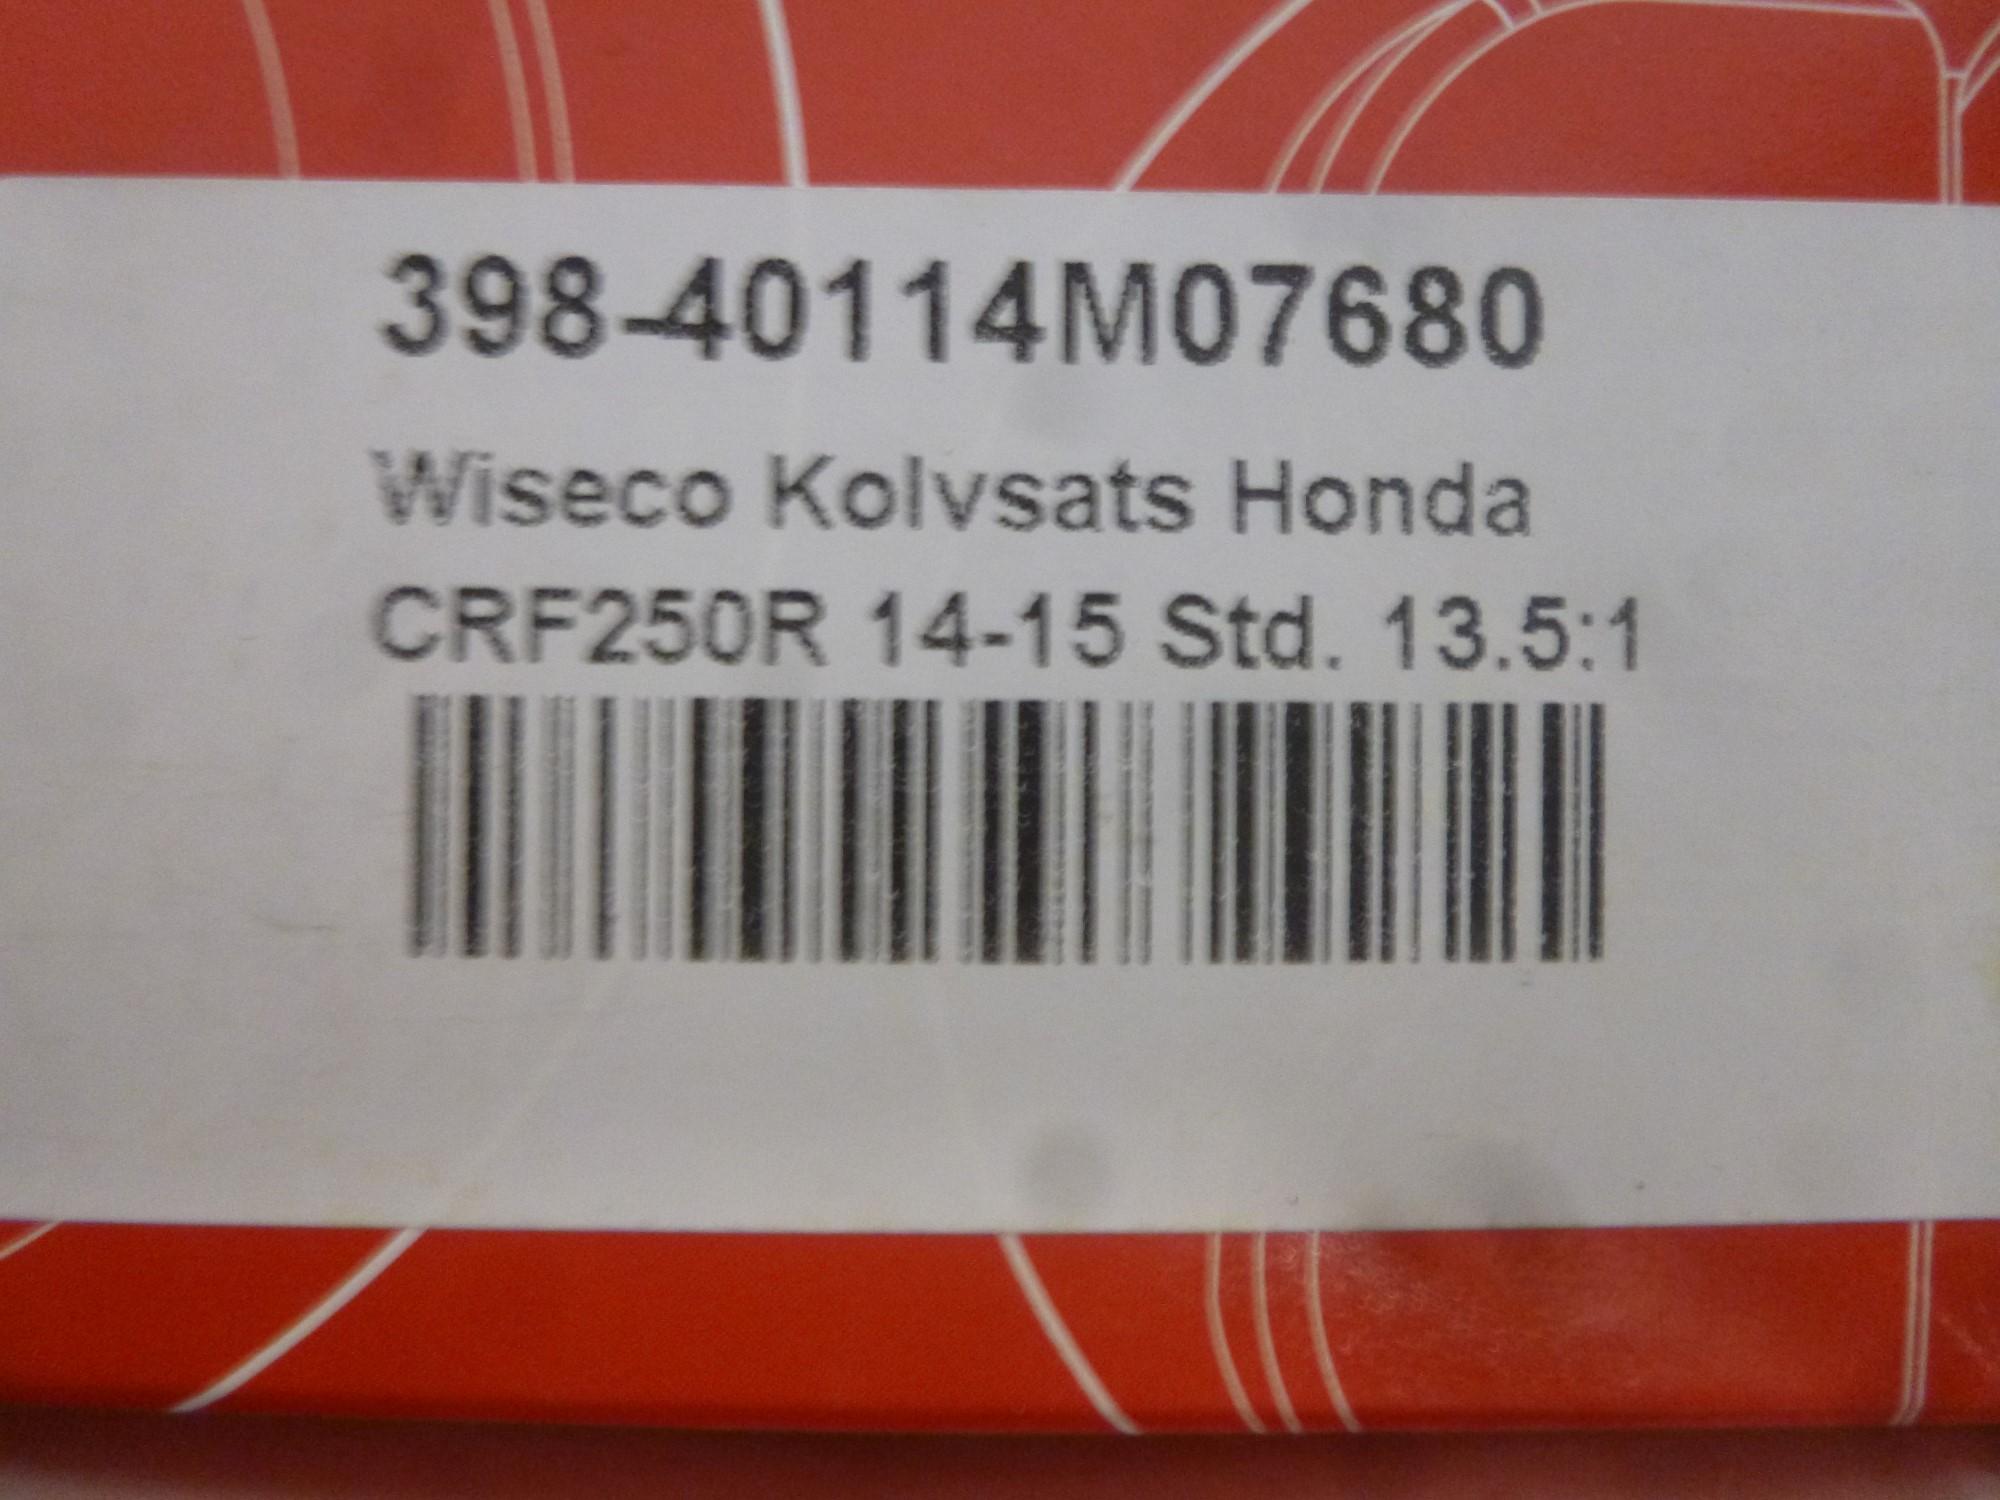 398-40114M07680
Wiseco Kolvsats Honda
CRF250R 14-15 Std. 13.5:1